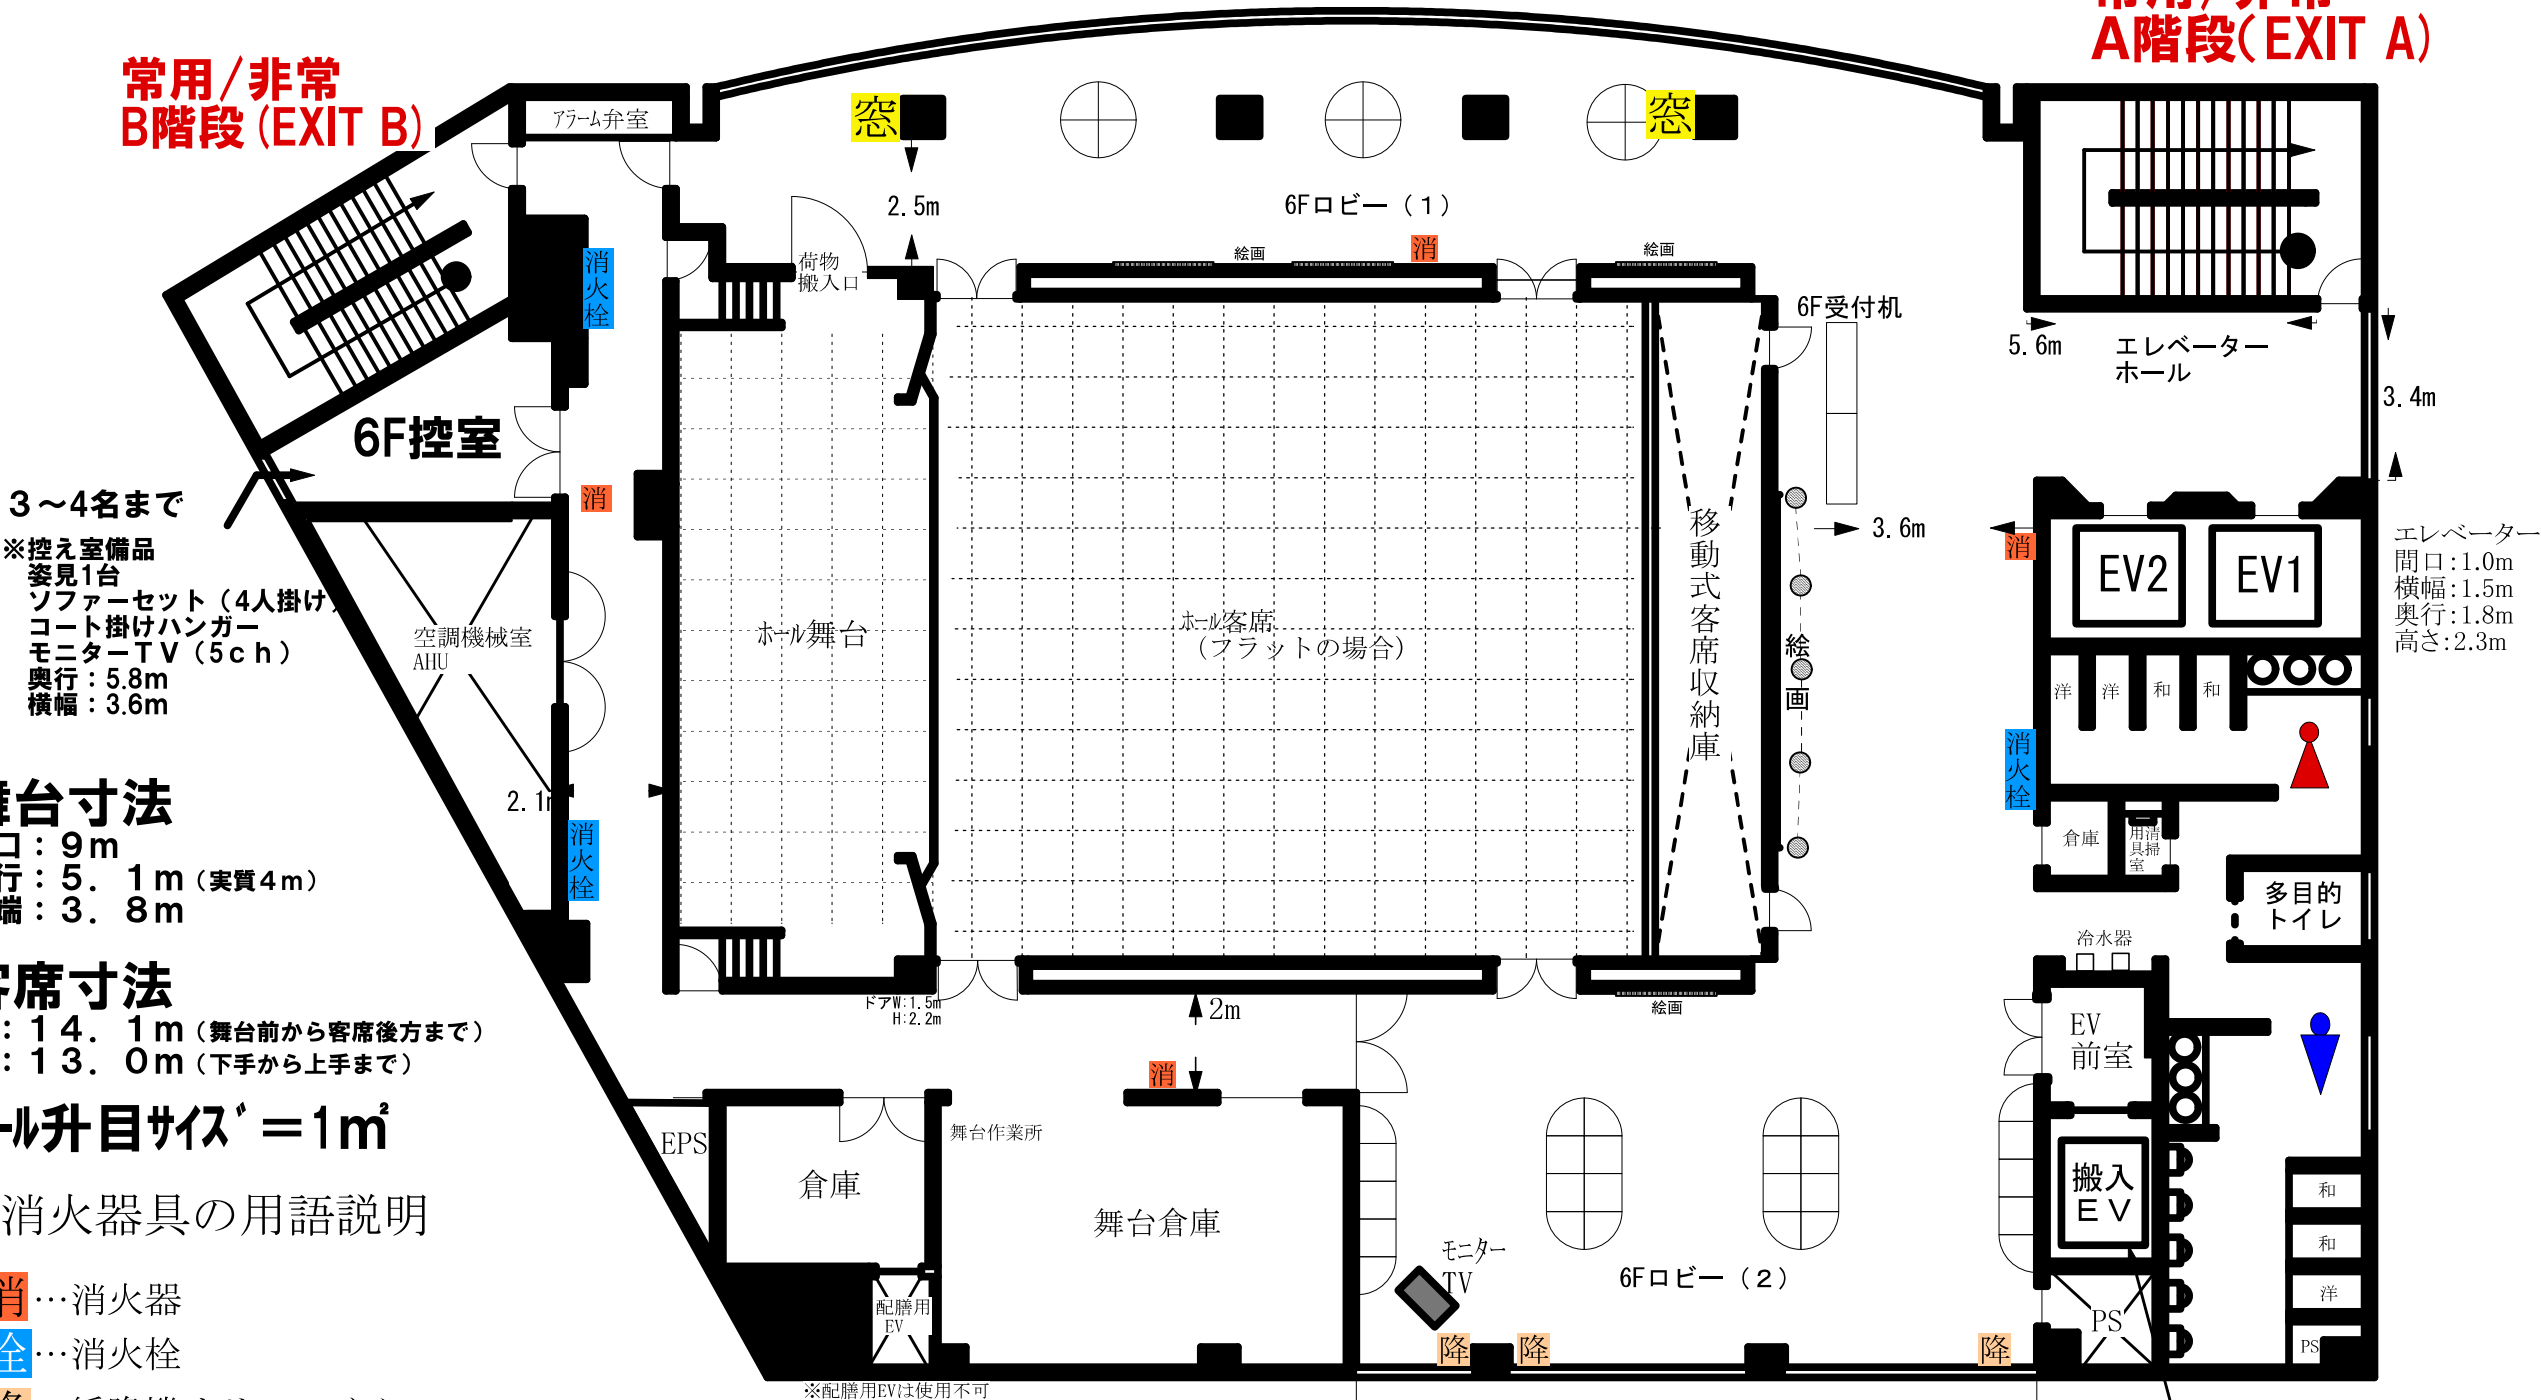 常用/非常
B階段(EXIT B)
A階段(EXIT A)
アラーム弁室
窓
窓
2.5m
6Fロビー（1）
荷物
搬入口
絵画
消
絵画
消火栓
6F受付机
5.6m
エレベーター
ホール
3.4m
6F控室
3～4名まで
※控え室備品
姿見1台
ソファーセット（4人掛け）
コート掛けハンガー
モニターTV（5ch）
奥行：5.8m
横幅：3.6m
消
空調機械室
AHU
ホール舞台
ホール客席
（フラットの場合）
移動式客席収納庫
絵画
3.6m
消
EV2
EV1
エレベーター
間口:1.0m
横幅:1.5m
奥行:1.8m
高さ:2.3m
洋
洋
和
和
消火栓
倉庫
清掃用具室
多目的
トイレ
冷水器
2.1m
消火栓
台寸法
口：9m
行：5.1m（実質4m）
端：3.8m
席寸法
：14.1m（舞台前から客席後方まで）
：13.0m（下手から上手まで）
ール升目サイズ＝1㎡
ドアW:1.5m
H:2.2m
2m
絵画
消
EV
前室
EPS
倉庫
舞台作業所
舞台倉庫
モニター
TV
6Fロビー（2）
搬入
EV
和
和
洋
PS
PS
配膳用
EV
降
降
降
※配膳用EVは使用不可
消火器具の用語説明
消…消火器
栓…消火栓